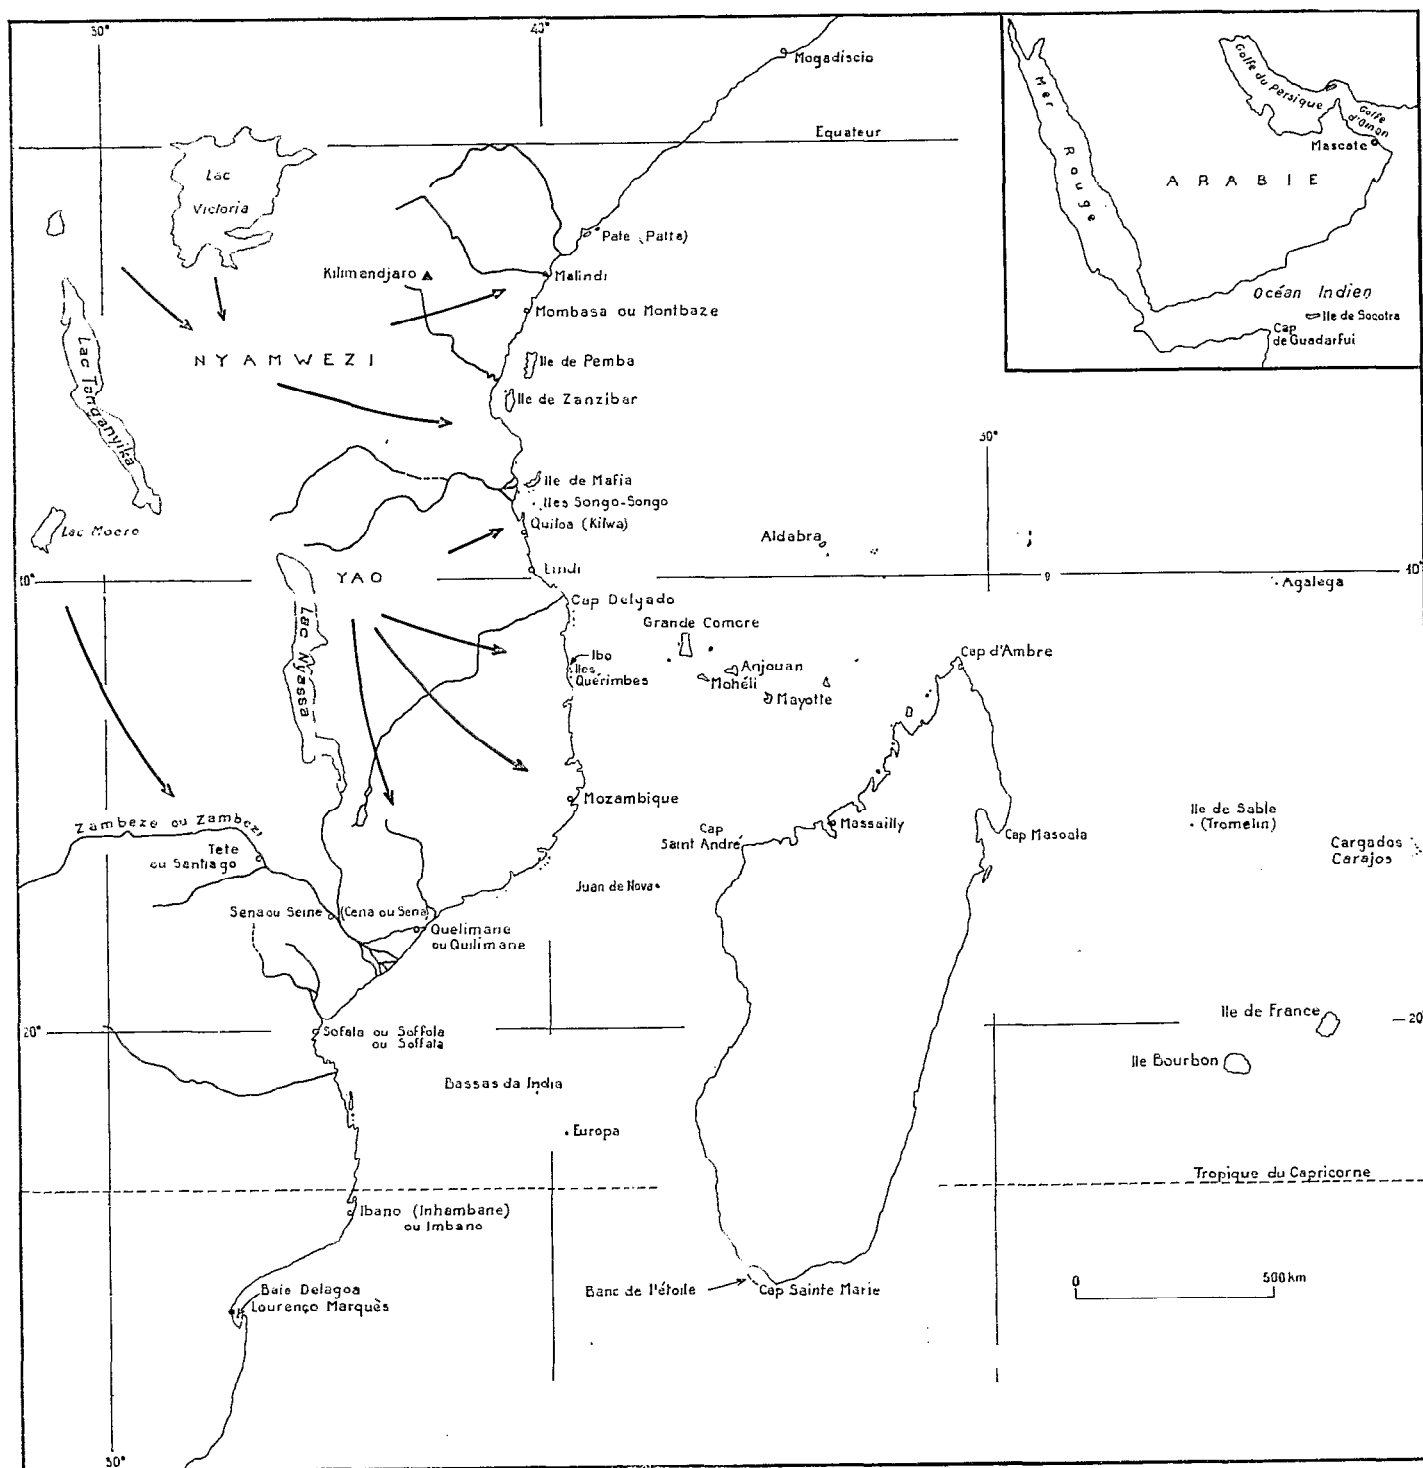 30°
40°
Mogadiscio
Equateur
Lac
Victoria
Pate (Patta)
Kilimandjaro
Malindi
Mombasa ou Montbaze
NYAMWEZI
Ile de Pemba
Ile de Zanzibar
Lac Tanganyika
Ile de Mafia
Iles Songo-Songo
Quiloa (Kilwa)
Lac Moero
Lindi
YAO
10°
Lac Nyassa
Cap Delgado
Ibo
Iles
Quérimbes
Grande Comore
Anjouan
Mohéli
Mayotte
Aldabra
50°
Agalega
10°
Cap d'Ambre
Mozambique
Zambeze ou Zambezi
Tete
ou Santiago
Sena ou Seine
(Cena ou Sena)
Quelimane
ou Quilimane
Cap
Saint André
Massailly
Cap Masoala
Ile de Sable
(Tromelin)
Cargados
Carajos
Juan de Nova
20°
Sofala ou Soffola
ou Soffala
Ile de France
20°
Ile Bourbon
Bassas da India
Europa
Tropique du Capricorne
Ibano (Inhambane)
ou Imbano
Baie Delagoa
Lourenço Marquès
Banc de l'étoile
Cap Sainte Marie
0
500km
30°
Mer Rouge
Golfe du Persique
Golfe
d'Oman
Mascate
ARABIE
Océan Indien
Ile de Socotra
Cap
de Guadarfui